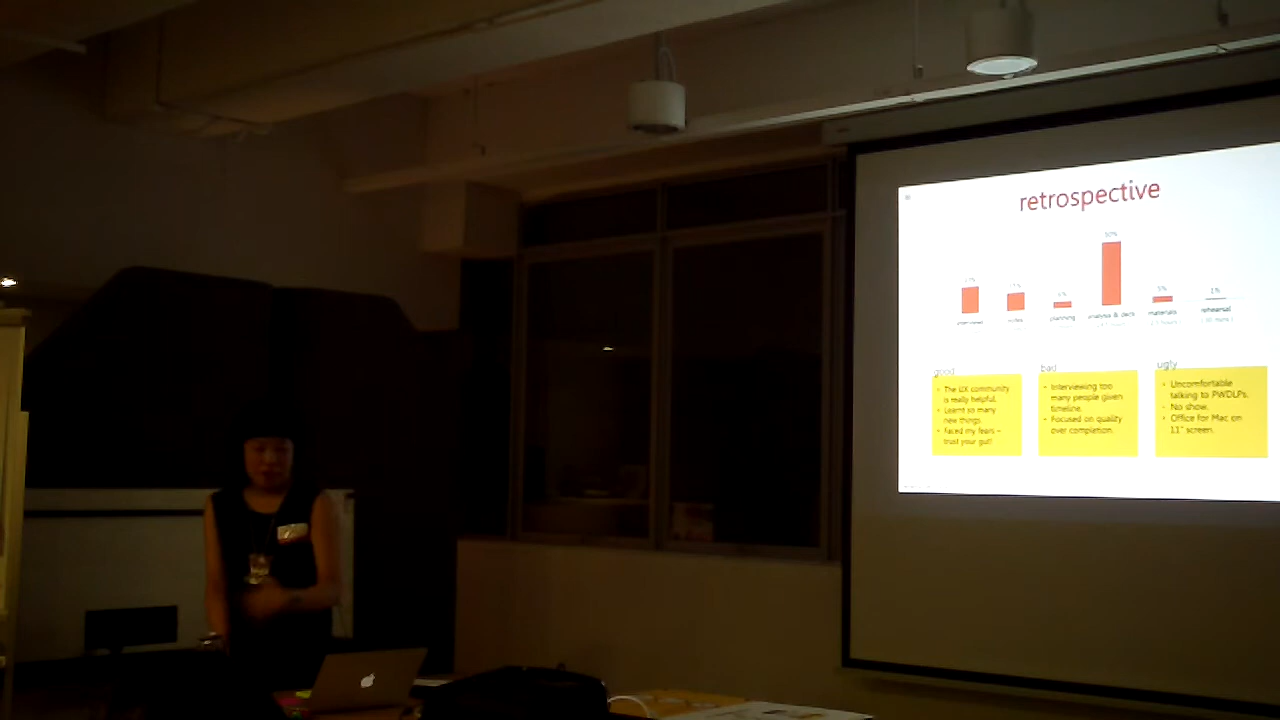 retrospective
50%
5%
1%
planning
analysis & deck
materials
rehearsal
good
bad
ugly
• The UX community
is really helpful.
• Learnt so many
new things.
• Faced my fears –
trust your gut!
• Interviewing too
many people given
timeline.
• Focused on quality
over completion.
• Uncomfortable
talking to PWDLPs.
• No show.
• Office for Mac on
11" screen.